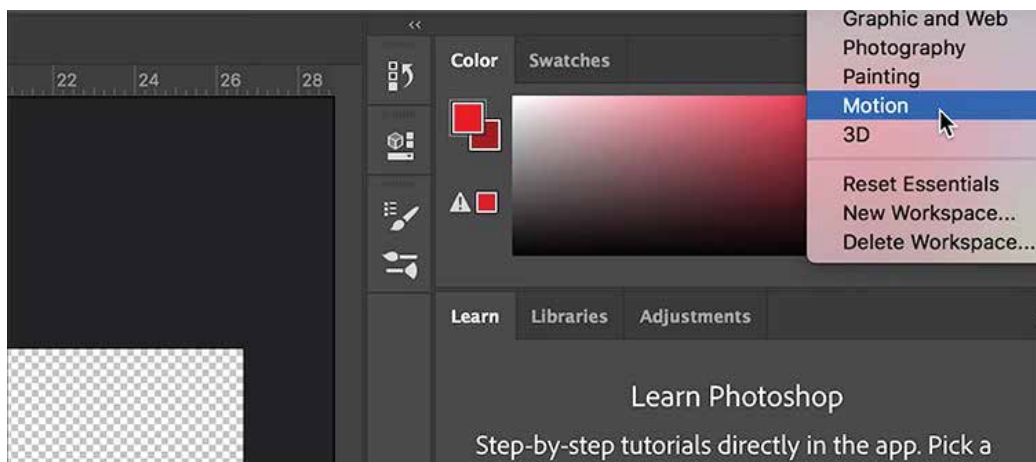 <<
22 24 26 28
Color Swatches
Graphic and Web
Photography
Painting
Motion
3D
Reset Essentials
New Workspace...
Delete Workspace...
Learn Libraries Adjustments
Learn Photoshop
Step-by-step tutorials directly in the app. Pick a